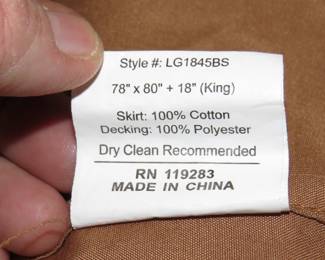 Style #: LG1845BS
78" x 80" + 18" (King)
Skirt: 100% Cotton
Decking: 100% Polyester
Dry Clean Recommended
RN 119283
MADE IN CHINA